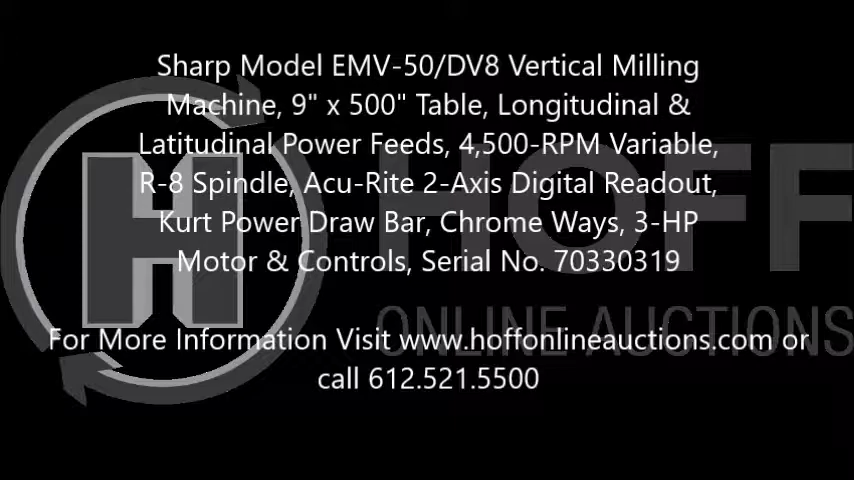 Sharp Model EMV-50/DV8 Vertical Milling
Machine, 9" x 500" Table, Longitudinal &
Latitudinal Power Feeds, 4,500-RPM Variable,
R-8 Spindle, Acu-Rite 2-Axis Digital Readout,
Kurt Power Draw Bar, Chrome Ways, 3-HP
Motor & Controls, Serial No. 70330319
For More Information Visit www.hoffonlineauctions.com or
call 612.521.5500
H
HOFF
ONLINE AUCTIONS